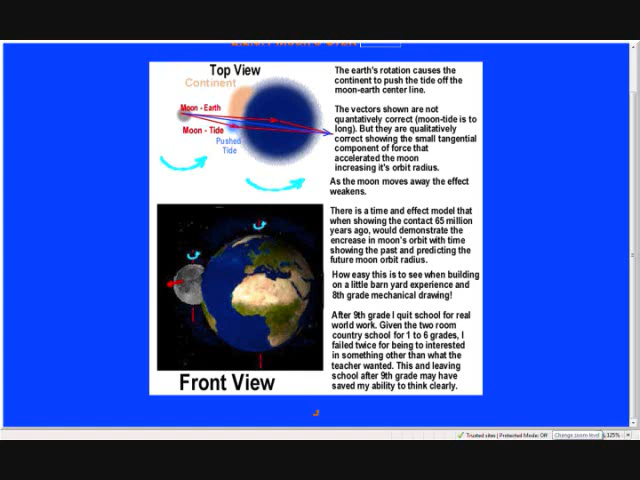 Top View
Continent
Moon - Earth
Moon - Tide
Pushed
Tide
The earth's rotation causes the
continent to push the tide off the
moon-earth center line.
The vectors shown are not
quantatively correct (moon-tide is to
long). But they are qualitatively
correct showing the small tangential
component of force that
accelerated the moon
increasing it's orbit radius.
As the moon moves away the effect
weakens.
There is a time and effect model that
when showing the contact 65 million
years ago, would demonstrate the
encrease in moon's orbit with time
showing the past and predicting the
future moon orbit radius.
How easy this is to see when building
on a little barn yard experience and
8th grade mechanical drawing!
After 9th grade I quit school for real
world work. Given the two room
country school for 1 to 6 grades, I
failed twice for being to interested
in something other than what the
teacher wanted. This and leaving
school after 9th grade may have
saved my ability to think clearly.
Front View
Trusted sites | Protected Mode: Off
Change zoom level
125%